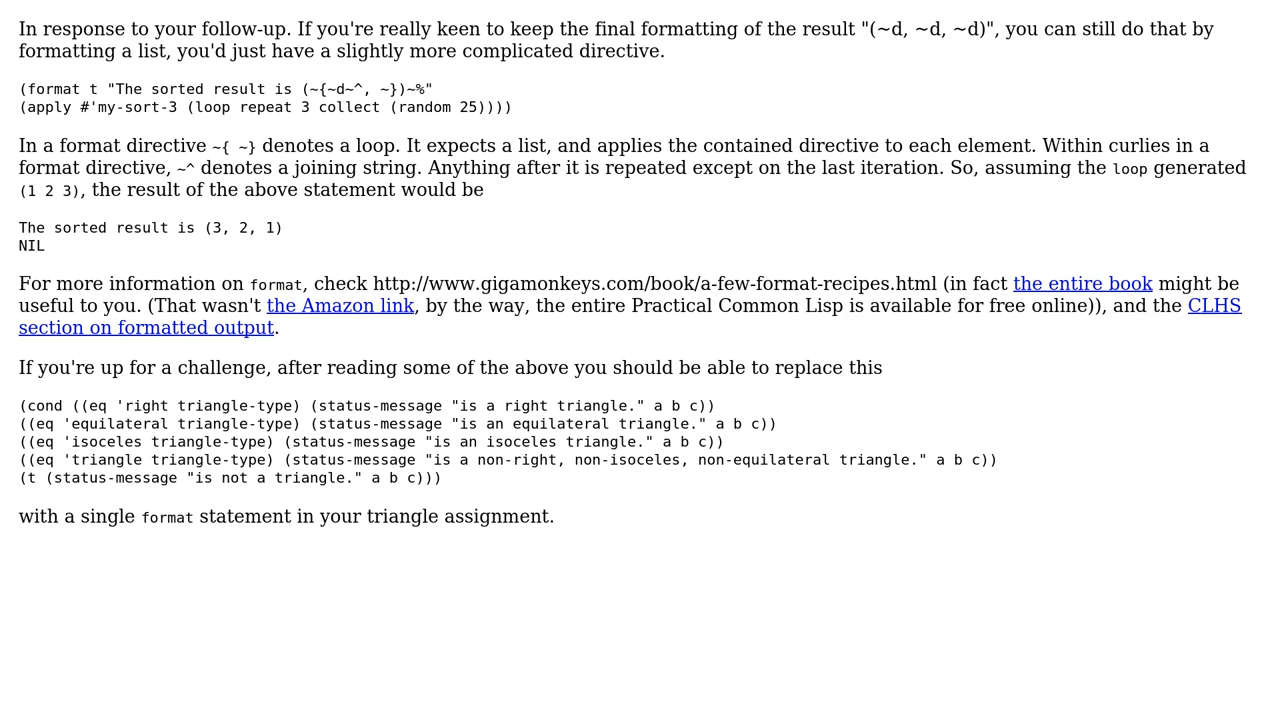 In response to your follow-up. If you're really keen to keep the final formatting of the result "(~d, ~d, ~d)", you can still do that by
formatting a list, you'd just have a slightly more complicated directive.
(format t "The sorted result is (~{~d~^, ~})~%"
(apply #'my-sort-3 (loop repeat 3 collect (random 25))))
In a format directive ~{ ~} denotes a loop. It expects a list, and applies the contained directive to each element. Within curlies in a
format directive, ~^ denotes a joining string. Anything after it is repeated except on the last iteration. So, assuming the loop generated
(1 2 3), the result of the above statement would be
The sorted result is (3, 2, 1)
NIL
For more information on format, check http://www.gigamonkeys.com/book/a-few-format-recipes.html (in fact the entire book might be
useful to you. (That wasn't the Amazon link, by the way, the entire Practical Common Lisp is available for free online)), and the CLHS
section on formatted output.
If you're up for a challenge, after reading some of the above you should be able to replace this
(cond ((eq 'right triangle-type) (status-message "is a right triangle." a b c))
((eq 'equilateral triangle-type) (status-message "is an equilateral triangle." a b c))
((eq 'isoceles triangle-type) (status-message "is an isoceles triangle." a b c))
((eq 'triangle triangle-type) (status-message "is a non-right, non-isoceles, non-equilateral triangle." a b c))
(t (status-message "is not a triangle." a b c)))
with a single format statement in your triangle assignment.